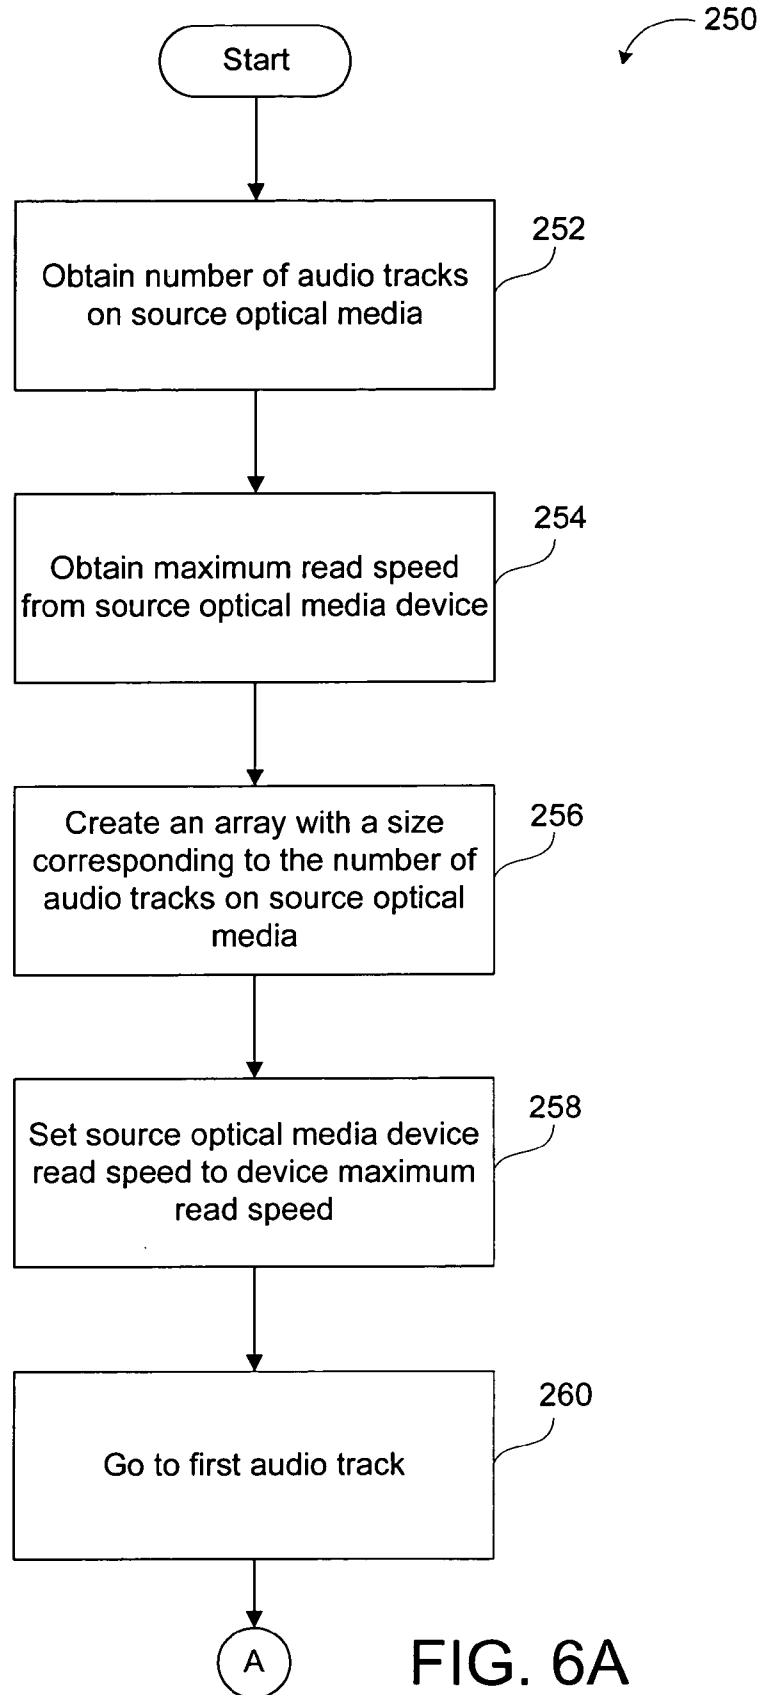 250
Start
252
Obtain number of audio tracks
on source optical media
254
Obtain maximum read speed
from source optical media device
256
Create an array with a size
corresponding to the number of
audio tracks on source optical
media
258
Set source optical media device
read speed to device maximum
read speed
260
Go to first audio track
A
FIG. 6A